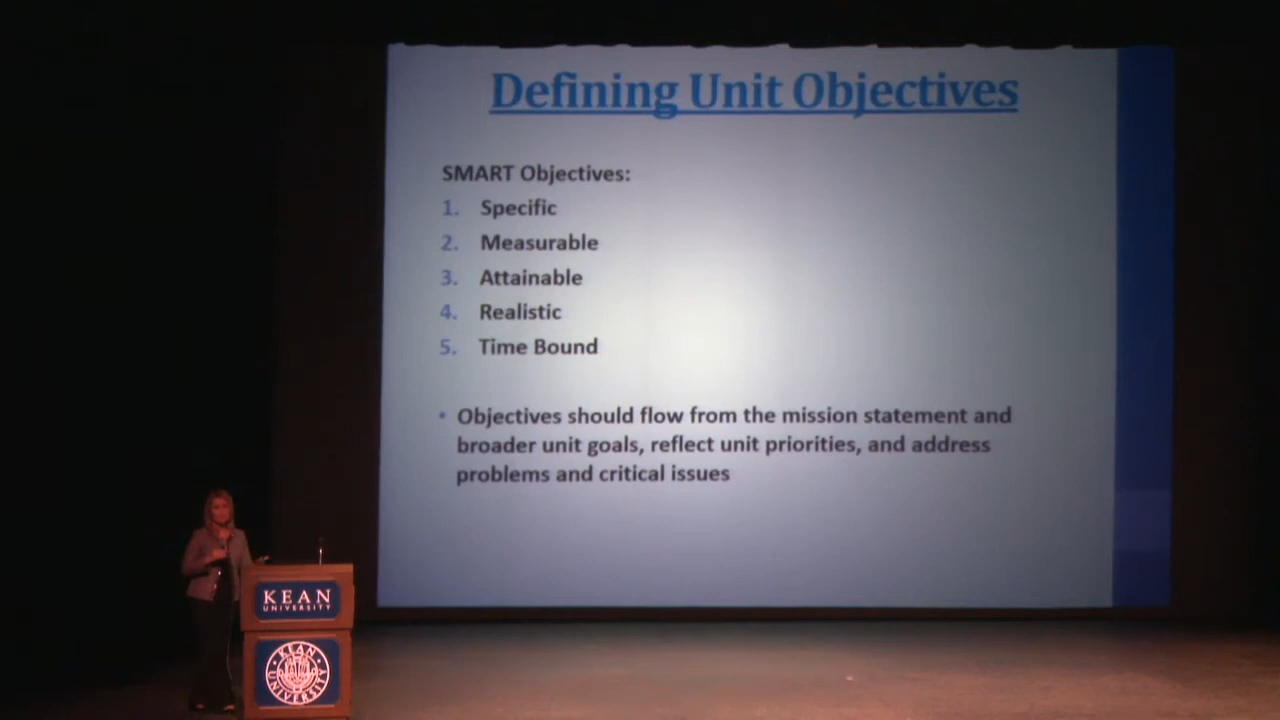 Defining Unit Objectives
SMART Objectives:
1. Specific
2. Measurable
3. Attainable
4. Realistic
5. Time Bound
• Objectives should flow from the mission statement and
broader unit goals, reflect unit priorities, and address
problems and critical issues
KEAN
UNIVERSITY
KEAN
UNIVERSITY